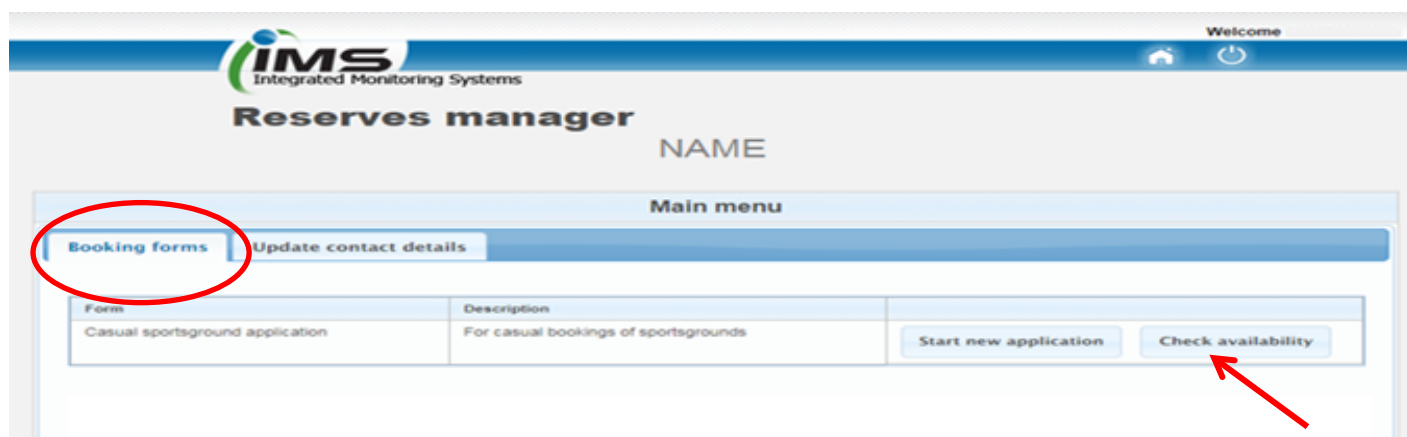 Welcome
iMS
Integrated Monitoring Systems
Reserves manager
NAME
Main menu
Booking forms Update contact details
Form Description
Casual sportsground application For casual bookings of sportsgrounds Start new application Check availability